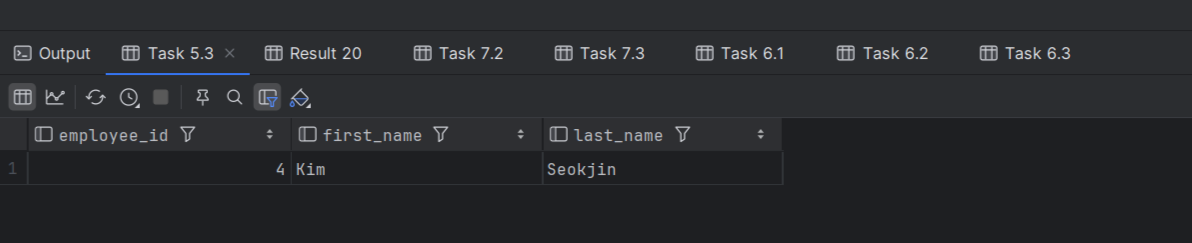 Output Task 5.3 Result 20 Task 7.2 Task 7.3 Task 6.1 Task 6.2 Task 6.3
employee_id first_name last_name
1 4 Kim Seokjin